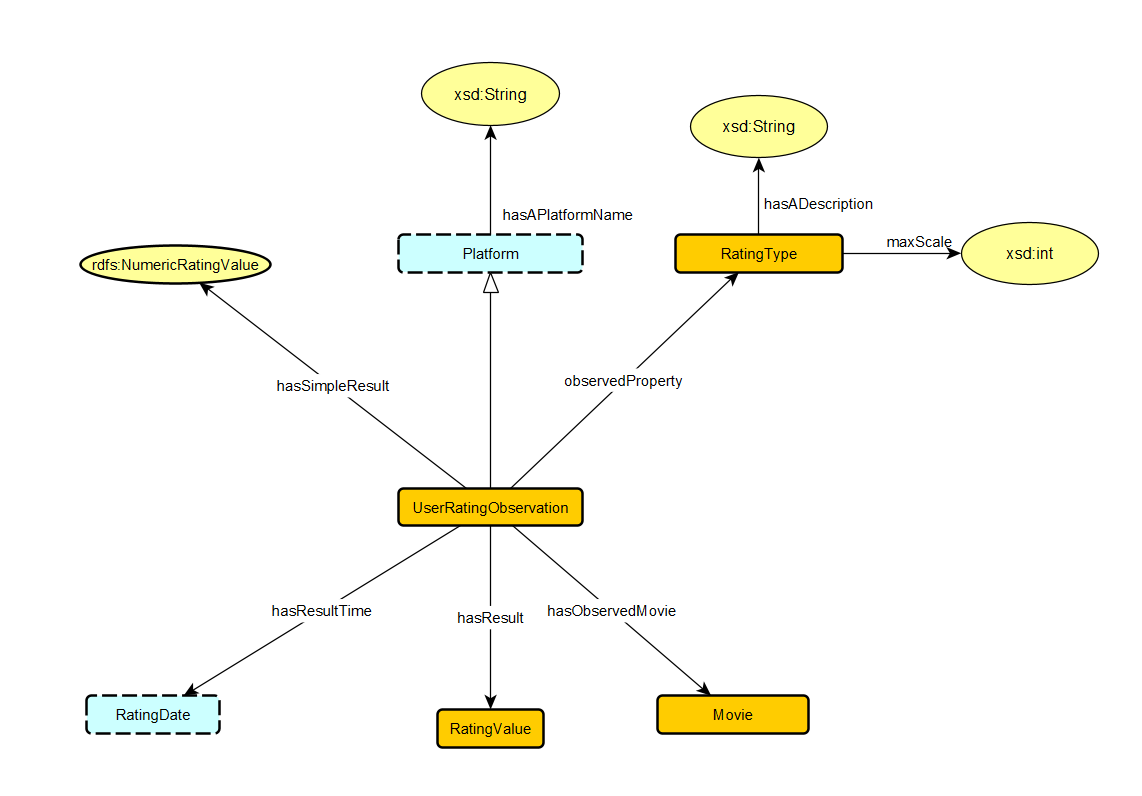 xsd:String
xsd:String
hasADescription
hasAPlatformName
maxScale
rdfs:NumericRatingValue
Platform
RatingType
xsd:int
hasSimpleResult
observedProperty
UserRatingObservation
hasResultTime
hasResult
hasObservedMovie
RatingDate
RatingValue
Movie